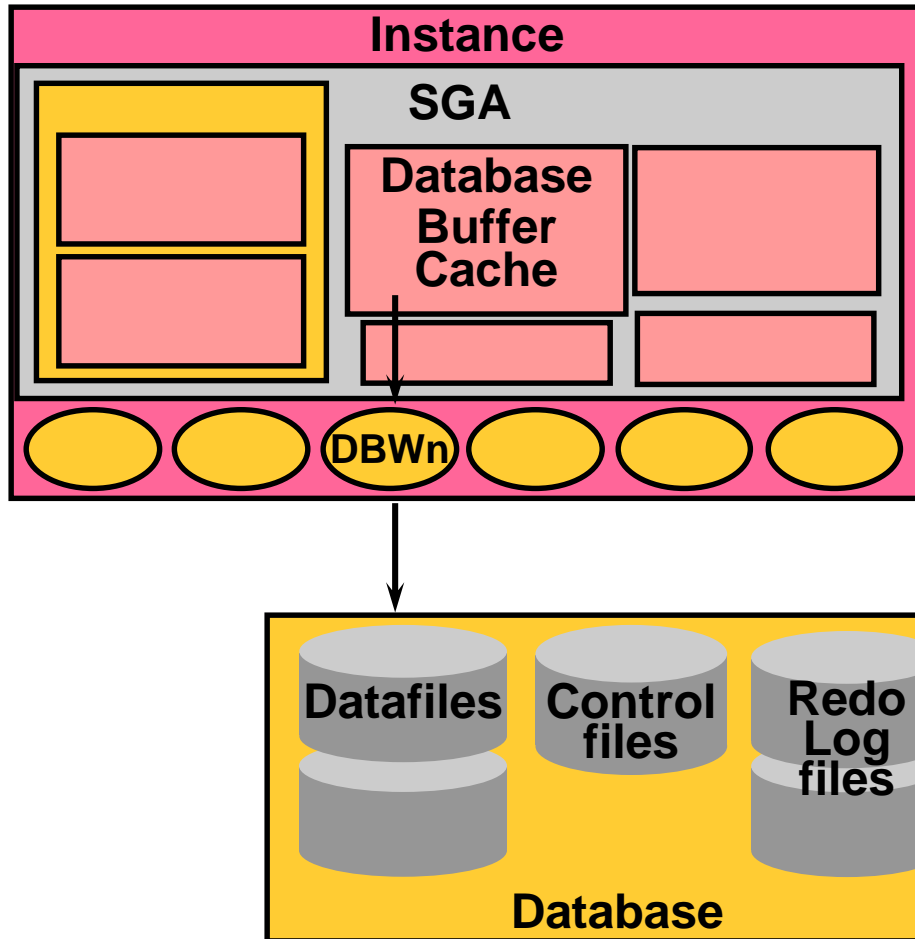 Instance
SGA
Database
Buffer
Cache
DBWn
Datafiles
Control
files
Redo
Log
files
Database